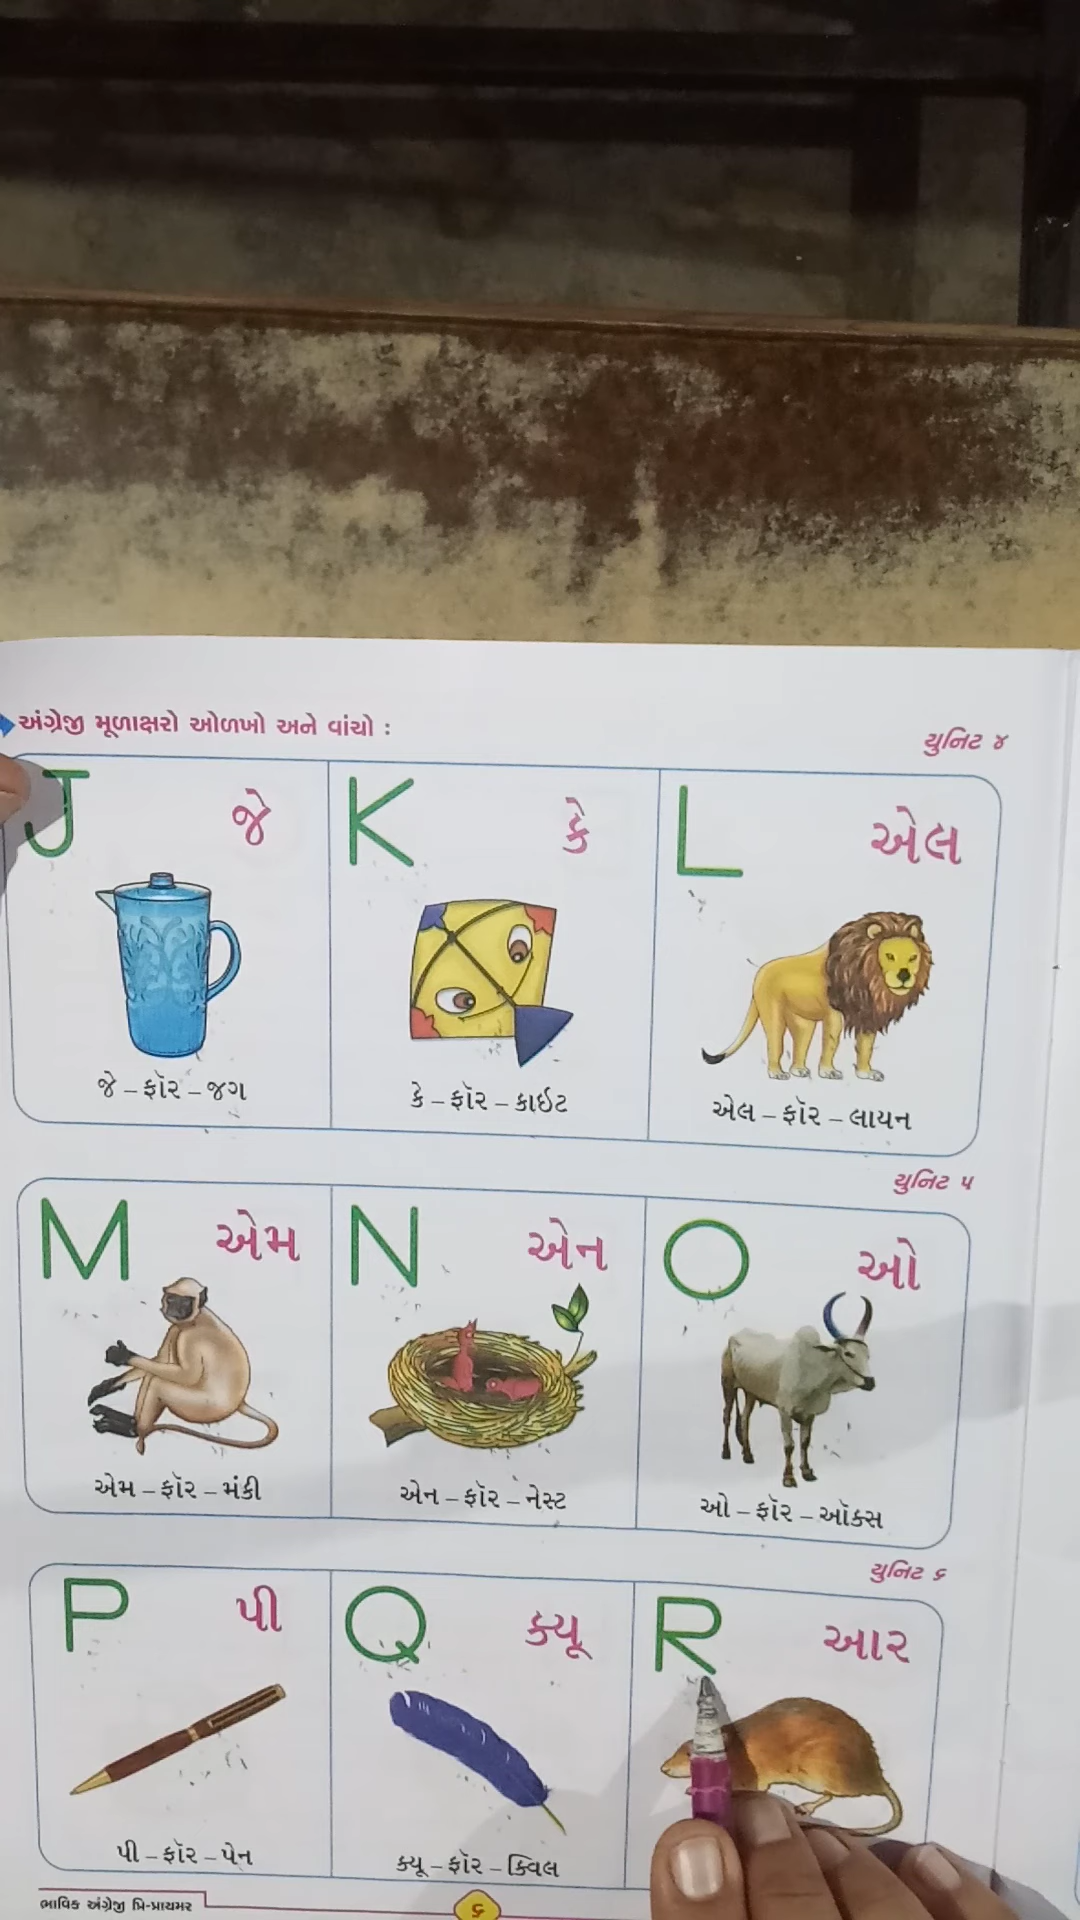 અંગ્રેજી મૂળાક્ષરો ઓળખો અને વાંચો :
યુનિટ ૪
J જે K કે L એલ
જે – ફૉર – જગ કે – ફૉર – કાઈટ એલ – ફૉર – લાયન
યુનિટ ૫
M એમ N એન O ઓ
એમ – ફૉર – મંકી એન – ફૉર – નેસ્ટ ઓ – ફૉર – ઑક્સ
યુનિટ ૬
P પી Q ક્યૂ R આર
પી – ફૉર – પેન ક્યૂ – ફૉર – ક્વિલ
ભાવિક અંગ્રેજી પ્રિ-પ્રાયમર ૬